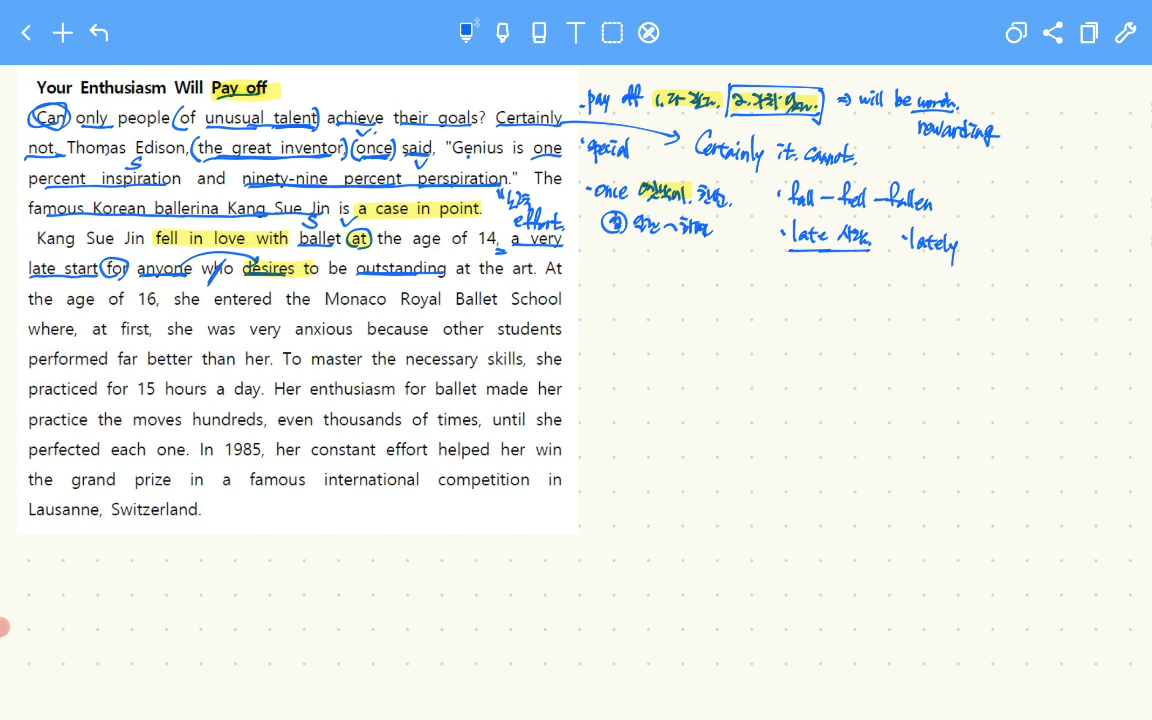 Your Enthusiasm Will Pay off
Can only people of unusual talent achieve their goals? Certainly
not. Thomas Edison, (the great inventor) once said, "Genius is one
percent inspiration and ninety-nine percent perspiration." The
famous Korean ballerina Kang Sue Jin is a case in point.
Kang Sue Jin fell in love with ballet at the age of 14, a very
late start for anyone who desires to be outstanding at the art. At
the age of 16, she entered the Monaco Royal Ballet School
where, at first, she was very anxious because other students
performed far better than her. To master the necessary skills, she
practiced for 15 hours a day. Her enthusiasm for ballet made her
practice the moves hundreds, even thousands of times, until she
perfected each one. In 1985, her constant effort helped her win
the grand prize in a famous international competition in
Lausanne, Switzerland.
S
S
노력
effort.
·pay off 1. 2. ⇒ will be worth.
rewarding
·special Certainly it cannot.
·once 한번.
·fall - fell - fallen
·late ·lately